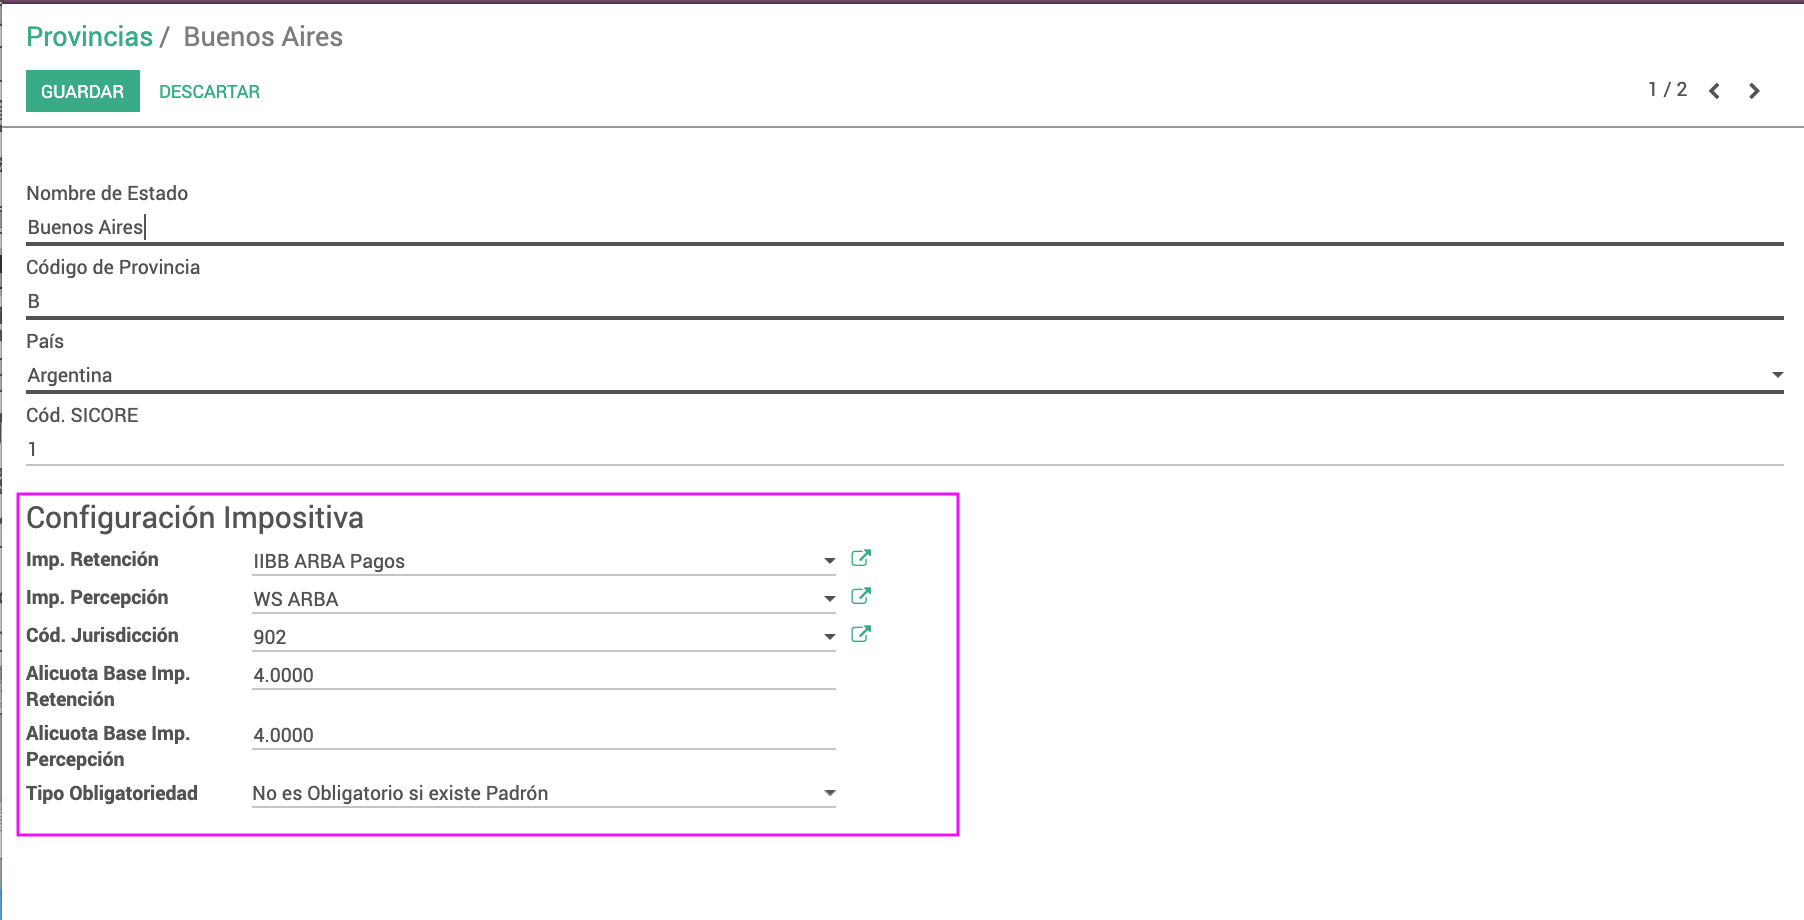 Provincias / Buenos Aires
GUARDAR DESCARTAR 1 / 2
Nombre de Estado
Buenos Aires
Código de Provincia
B
País
Argentina
Cód. SICORE
1
Configuración Impositiva
Imp. Retención IIBB ARBA Pagos
Imp. Percepción WS ARBA
Cód. Jurisdicción 902
Alicuota Base Imp. 4.0000
Retención
Alicuota Base Imp. 4.0000
Percepción
Tipo Obligatoriedad No es Obligatorio si existe Padrón